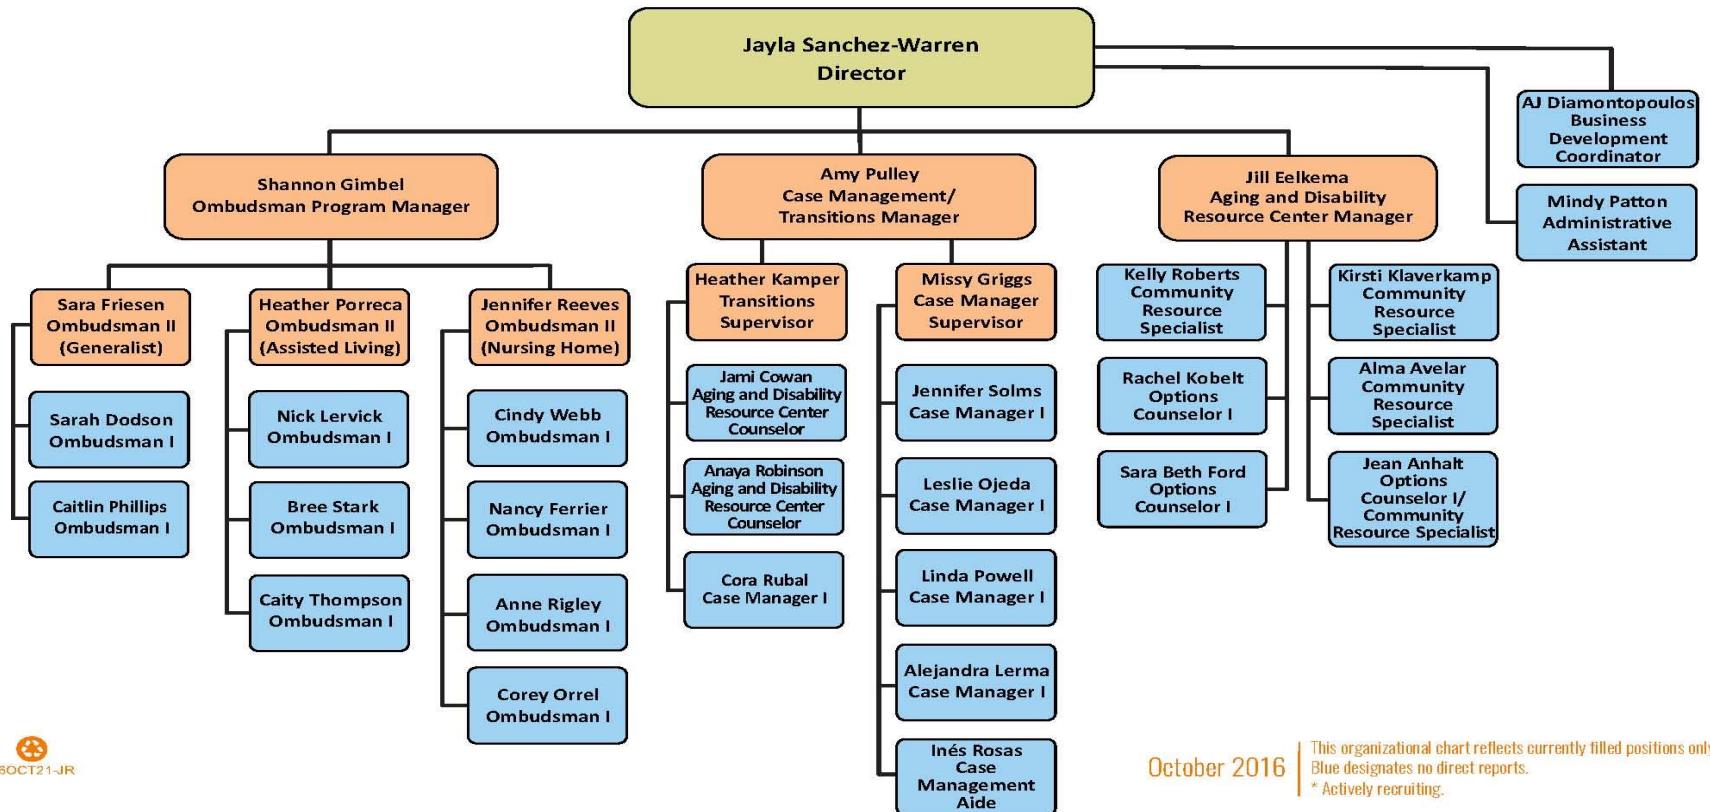 Jayla Sanchez-Warren
Director
AJ Diamontopoulos
Business
Development
Coordinator
Mindy Patton
Administrative
Assistant
Shannon Gimbel
Ombudsman Program Manager
Amy Pulley
Case Management/
Transitions Manager
Jill Eelkema
Aging and Disability
Resource Center Manager
Sara Friesen
Ombudsman II
(Generalist)
Sarah Dodson
Ombudsman I
Caitlin Phillips
Ombudsman I
Heather Porreca
Ombudsman II
(Assisted Living)
Nick Lervick
Ombudsman I
Bree Stark
Ombudsman I
Caity Thompson
Ombudsman I
Jennifer Reeves
Ombudsman II
(Nursing Home)
Cindy Webb
Ombudsman I
Nancy Ferrier
Ombudsman I
Anne Rigley
Ombudsman I
Corey Orrel
Ombudsman I
Heather Kamper
Transitions
Supervisor
Jami Cowan
Aging and Disability
Resource Center
Counselor
Anaya Robinson
Aging and Disability
Resource Center
Counselor
Cora Rubal
Case Manager I
Missy Griggs
Case Manager
Supervisor
Jennifer Solms
Case Manager I
Leslie Ojeda
Case Manager I
Linda Powell
Case Manager I
Alejandra Lerma
Case Manager I
Inés Rosas
Case
Management
Aide
Kelly Roberts
Community
Resource
Specialist
Rachel Kobelt
Options
Counselor I
Sara Beth Ford
Options
Counselor I
Kirsti Klaverkamp
Community
Resource
Specialist
Alma Avelar
Community
Resource
Specialist
Jean Anhalt
Options
Counselor I/
Community
Resource Specialist
6OCT21-JR
October 2016
This organizational chart reflects currently filled positions only
Blue designates no direct reports.
* Actively recruiting.